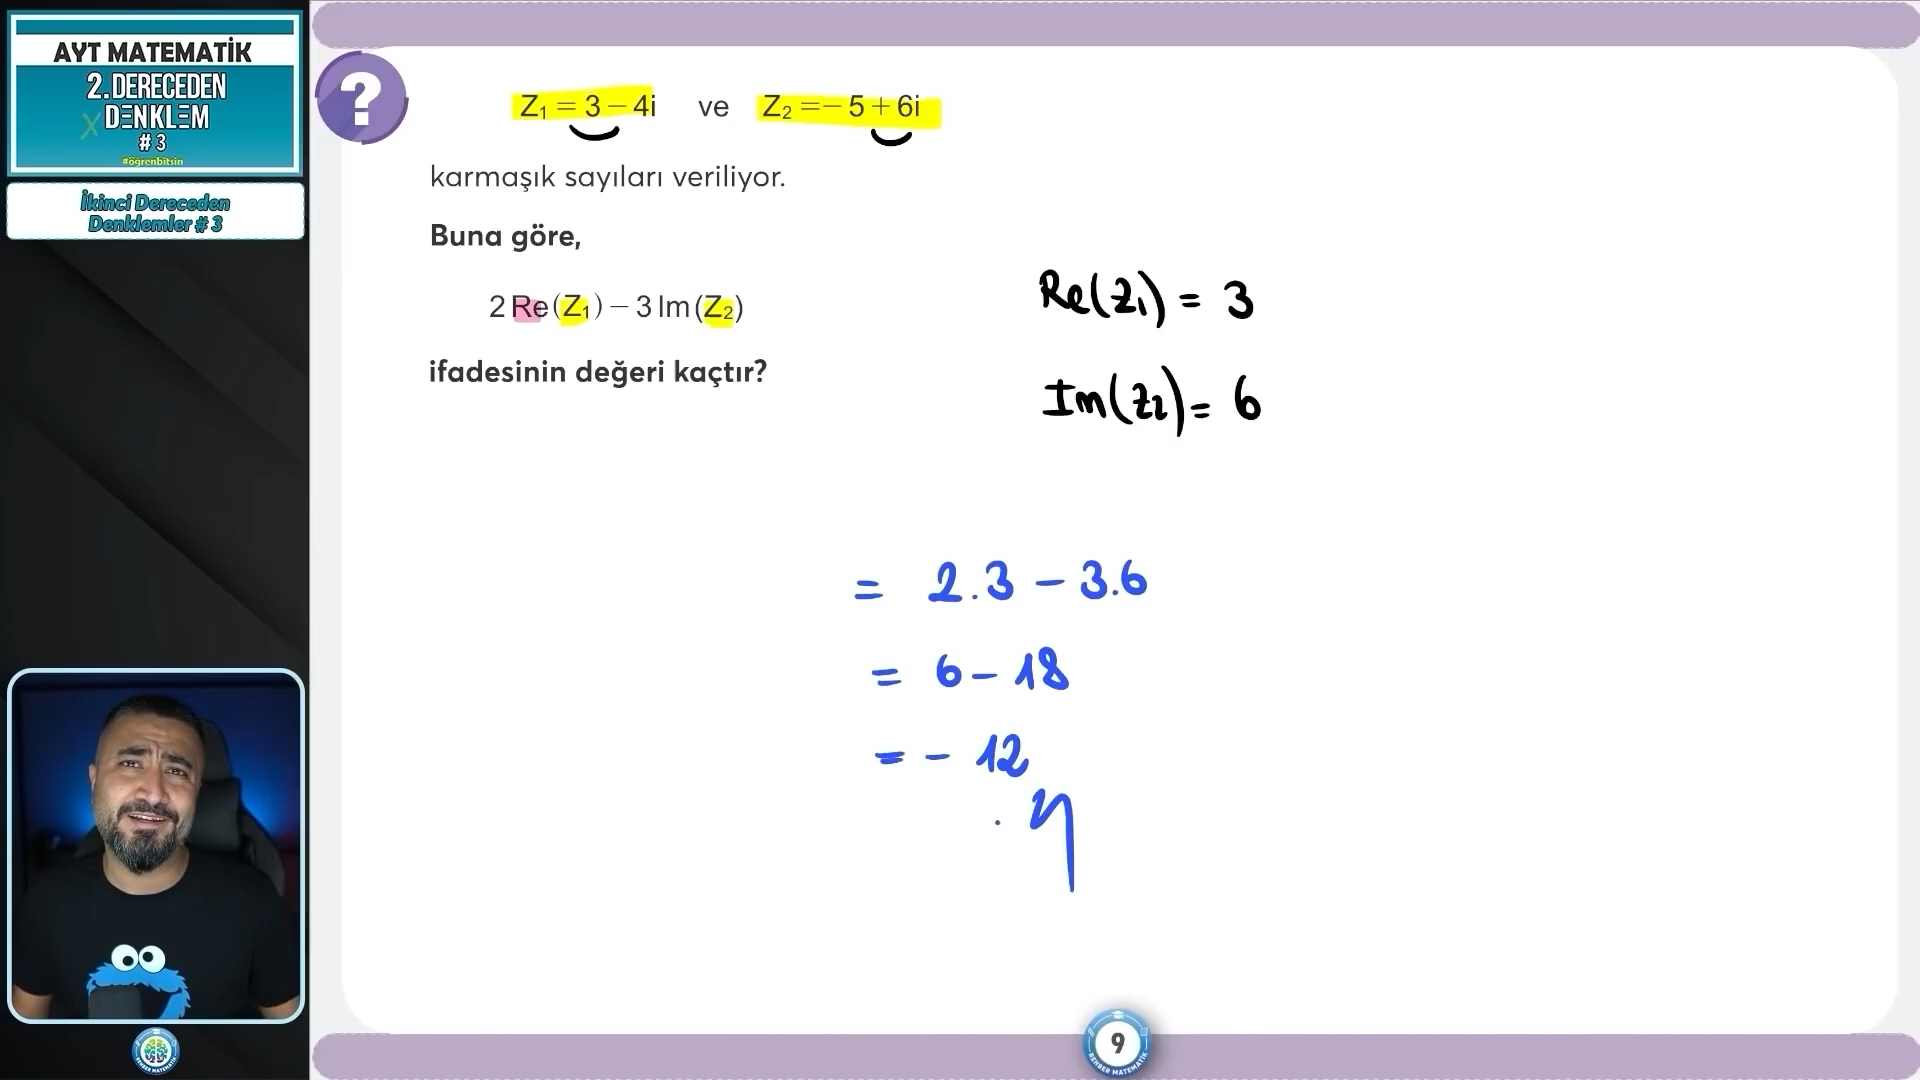 AYT MATEMATİK
2. DERECEDEN
X DENKLEM
# 3
#öğrenbitsin
İkinci Dereceden
Denklemler # 3
?
Z₁ = 3 − 4i ve Z₂ =− 5 + 6i
karmaşık sayıları veriliyor.
Buna göre,
2 Re (Z₁) − 3 Im (Z₂)
ifadesinin değeri kaçtır?
Re(z₁) = 3
Im(z₂) = 6
= 2.3 − 3.6
= 6 − 18
= − 12
9
REHBER MATEMATİK